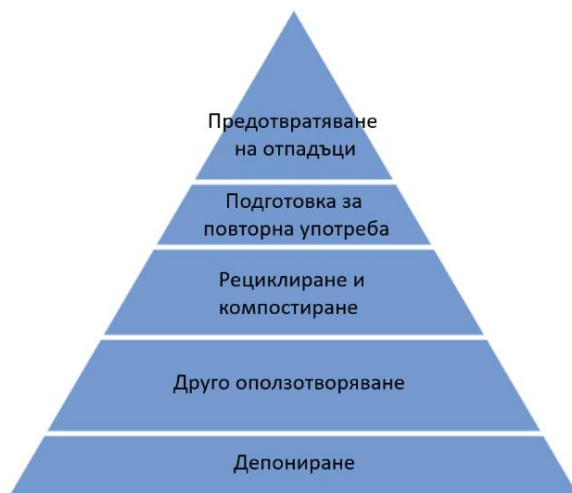 Предотвратяване
на отпадъци
Подготовка за
повторна употреба
Рециклиране и
компостиране
Друго оползотворяване
Депониране